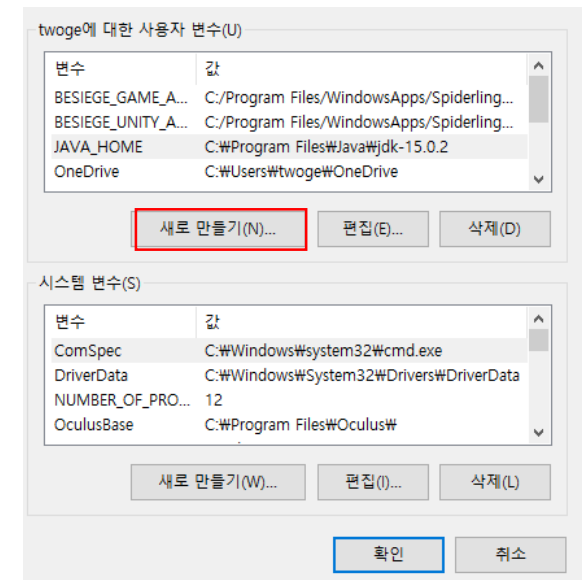 twoge에 대한 사용자 변수(U)
변수 값
BESIEGE_GAME_A... C:/Program Files/WindowsApps/Spiderling...
BESIEGE_UNITY_A... C:/Program Files/WindowsApps/Spiderling...
JAVA_HOME C:₩Program Files₩Java₩jdk-15.0.2
OneDrive C:₩Users₩twoge₩OneDrive
새로 만들기(N)... 편집(E)... 삭제(D)
시스템 변수(S)
변수 값
ComSpec C:₩Windows₩system32₩cmd.exe
DriverData C:₩Windows₩System32₩Drivers₩DriverData
NUMBER_OF_PRO... 12
OculusBase C:₩Program Files₩Oculus₩
새로 만들기(W)... 편집(I)... 삭제(L)
확인 취소